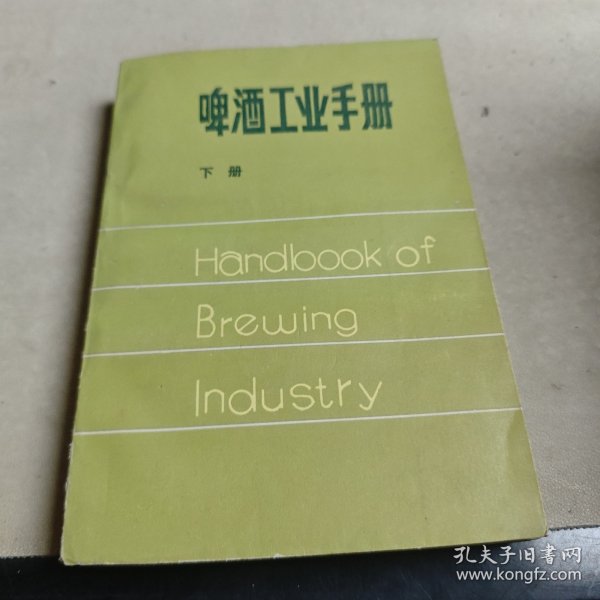 啤酒工业手册
下册
Handbook of
Brewing
Industry
孔夫子旧书网
www.kongfz.com